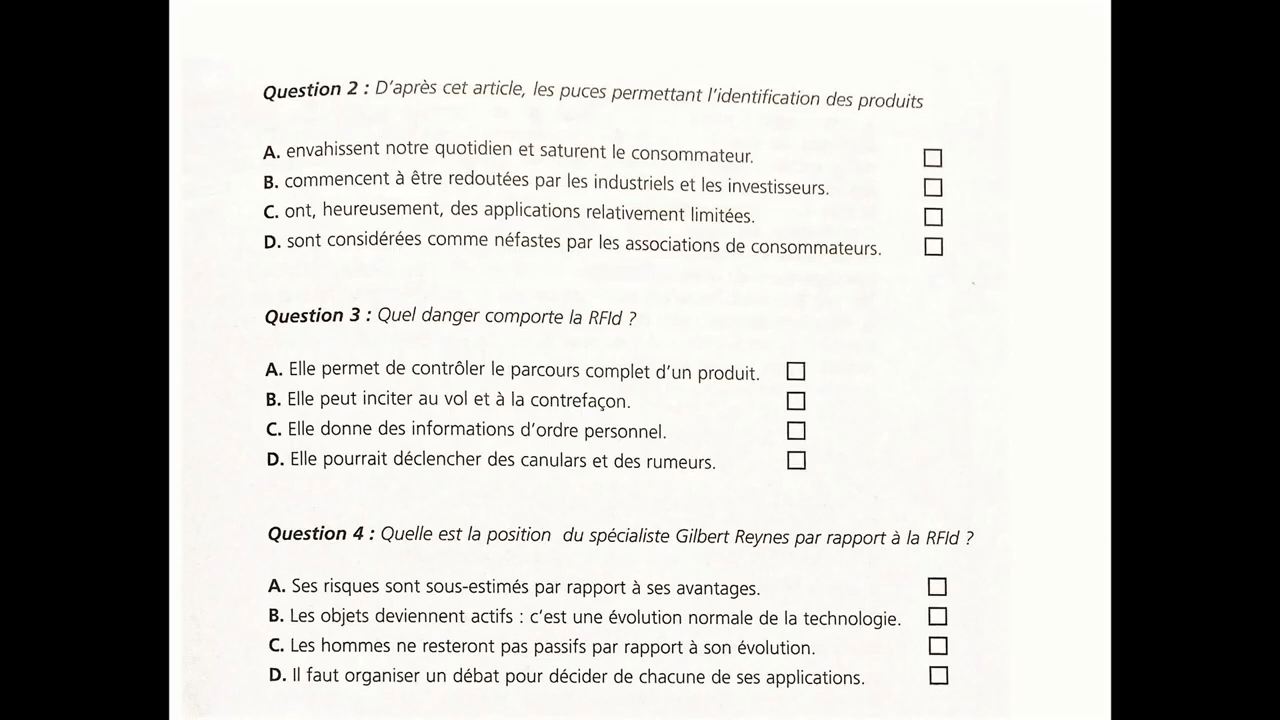 Question 2 : D'après cet article, les puces permettant l'identification des produits
A. envahissent notre quotidien et saturent le consommateur.
B. commencent à être redoutées par les industriels et les investisseurs.
C. ont, heureusement, des applications relativement limitées.
D. sont considérées comme néfastes par les associations de consommateurs.
Question 3 : Quel danger comporte la RFId ?
A. Elle permet de contrôler le parcours complet d'un produit.
B. Elle peut inciter au vol et à la contrefaçon.
C. Elle donne des informations d'ordre personnel.
D. Elle pourrait déclencher des canulars et des rumeurs.
Question 4 : Quelle est la position du spécialiste Gilbert Reynes par rapport à la RFId ?
A. Ses risques sont sous-estimés par rapport à ses avantages.
B. Les objets deviennent actifs : c'est une évolution normale de la technologie.
C. Les hommes ne resteront pas passifs par rapport à son évolution.
D. Il faut organiser un débat pour décider de chacune de ses applications.